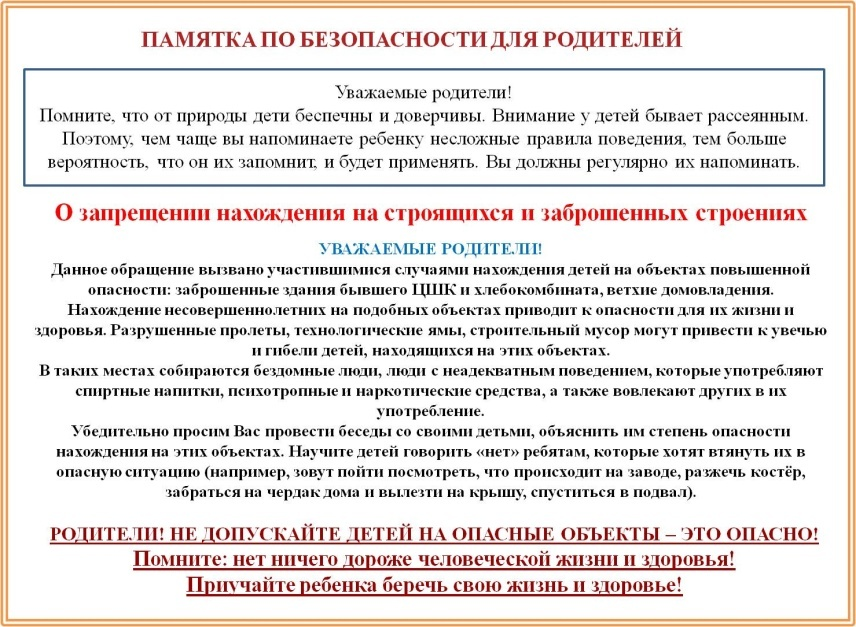 ПАМЯТКА ПО БЕЗОПАСНОСТИ ДЛЯ РОДИТЕЛЕЙ
Уважаемые родители!
Помните, что от природы дети беспечны и доверчивы. Внимание у детей бывает рассеянным.
Поэтому, чем чаще вы напоминаете ребенку несложные правила поведения, тем больше
вероятность, что он их запомнит, и будет применять. Вы должны регулярно их напоминать.
О запрещении нахождения на строящихся и заброшенных строениях
УВАЖАЕМЫЕ РОДИТЕЛИ!
Данное обращение вызвано участившимися случаями нахождения детей на объектах повышенной
опасности: заброшенные здания бывшего ЦШК и хлебокомбината, ветхие домовладения.
Нахождение несовершеннолетних на подобных объектах приводит к опасности для их жизни и
здоровья. Разрушенные пролеты, технологические ямы, строительный мусор могут привести к увечью
и гибели детей, находящихся на этих объектах.
В таких местах собираются бездомные люди, люди с неадекватным поведением, которые употребляют
спиртные напитки, психотропные и наркотические средства, а также вовлекают других в их
употребление.
Убедительно просим Вас провести беседы со своими детьми, объяснить им степень опасности
нахождения на этих объектах. Научите детей говорить «нет» ребятам, которые хотят втянуть их в
опасную ситуацию (например, зовут пойти посмотреть, что происходит на заводе, разжечь костёр,
забраться на чердак дома и вылезти на крышу, спуститься в подвал).
РОДИТЕЛИ! НЕ ДОПУСКАЙТЕ ДЕТЕЙ НА ОПАСНЫЕ ОБЪЕКТЫ – ЭТО ОПАСНО!
Помните: нет ничего дороже человеческой жизни и здоровья!
Приучайте ребенка беречь свою жизнь и здоровье!